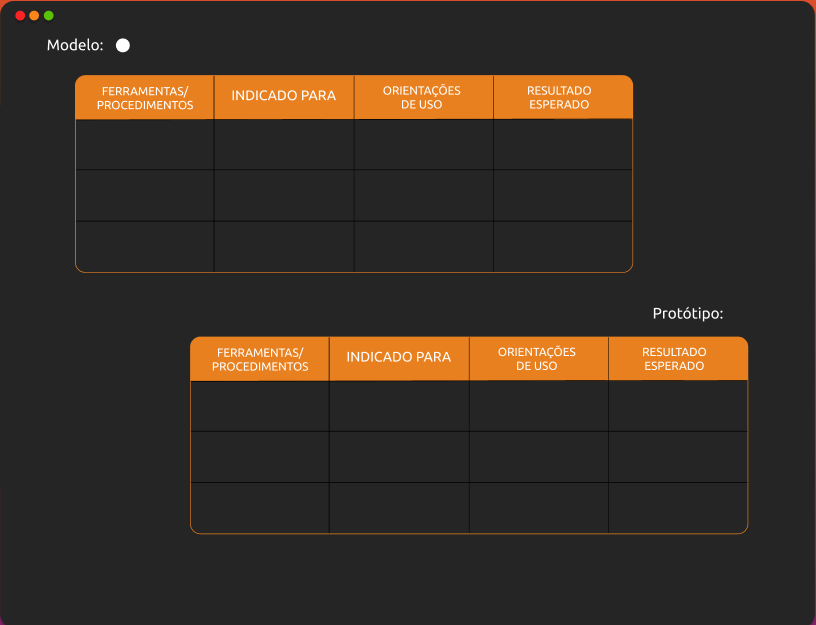 Modelo:
FERRAMENTAS/
PROCEDIMENTOS
INDICADO PARA
ORIENTAÇÕES
DE USO
RESULTADO
ESPERADO
Protótipo:
FERRAMENTAS/
PROCEDIMENTOS
INDICADO PARA
ORIENTAÇÕES
DE USO
RESULTADO
ESPERADO